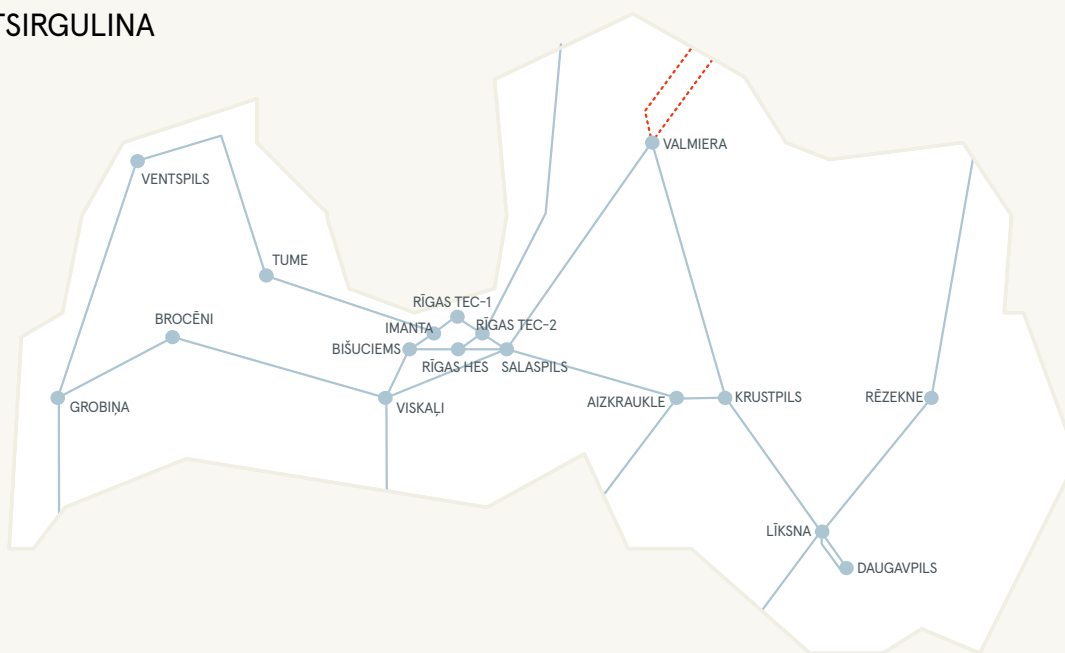 TSIRGULINA
VALMIERA
VENTSPILS
TUME
RĪGAS TEC-1
BROCĒNI
IMANTA
RĪGAS TEC-2
BIŠUCIEMS
RĪGAS HES
SALASPILS
GROBIŅA
VISKAĻI
AIZKRAUKLE
KRUSTPILS
RĒZEKNE
LĪKSNA
DAUGAVPILS